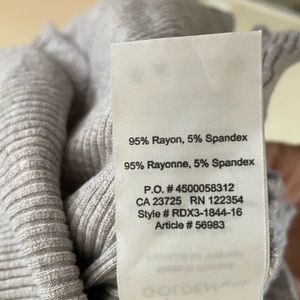 95% Rayon, 5% Spandex
95% Rayonne, 5% Spandex
P.O. # 4500058312
CA 23725 RN 122354
Style # RDX3-1844-16
Article # 56983